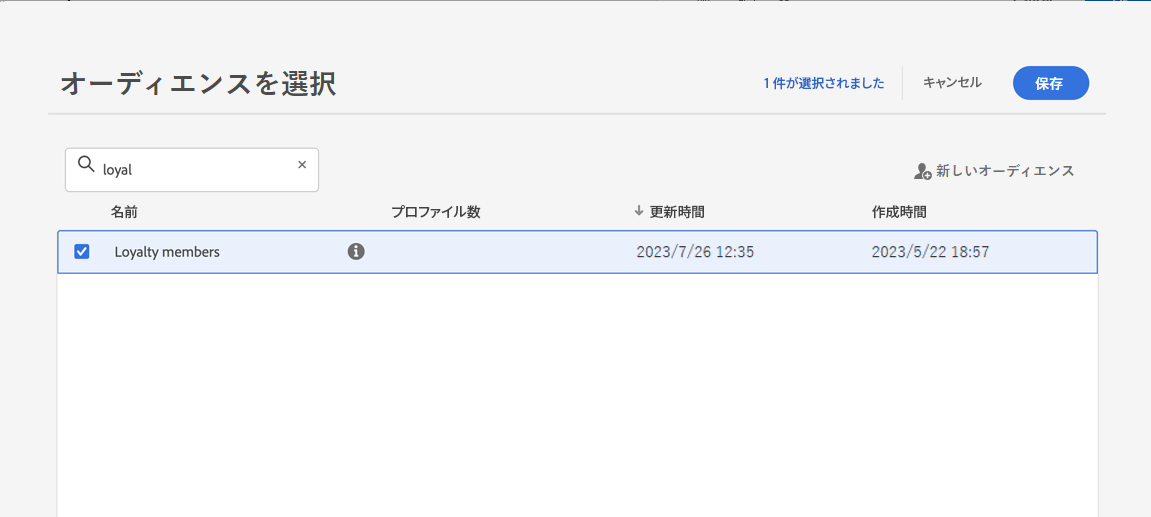 オーディエンスを選択
1 件が選択されました
キャンセル
保存
loyal
新しいオーディエンス
名前 プロファイル数 更新時間 作成時間
Loyalty members 2023/7/26 12:35 2023/5/22 18:57